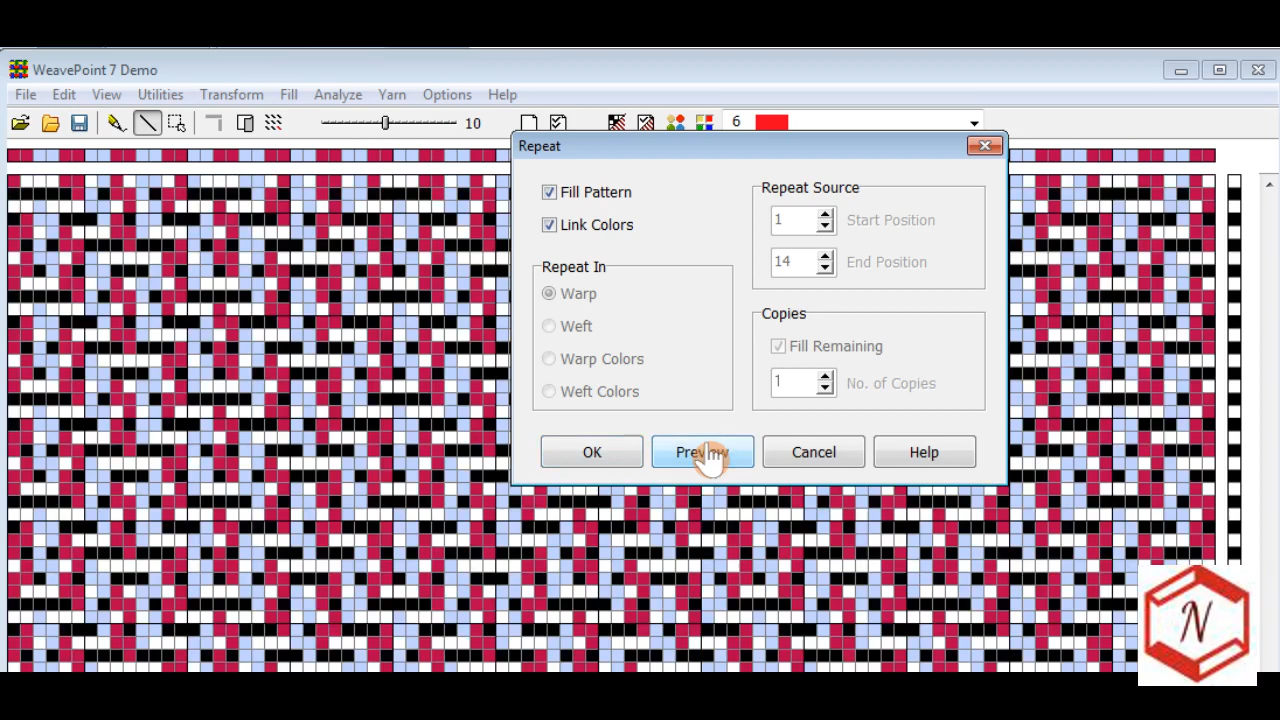 WeavePoint 7 Demo
File Edit View Utilities Transform Fill Analyze Yarn Options Help
10
6
Repeat
Fill Pattern
Link Colors
Repeat In
Warp
Weft
Warp Colors
Weft Colors
Repeat Source
1 Start Position
14 End Position
Copies
Fill Remaining
1 No. of Copies
OK Preview Cancel Help
N